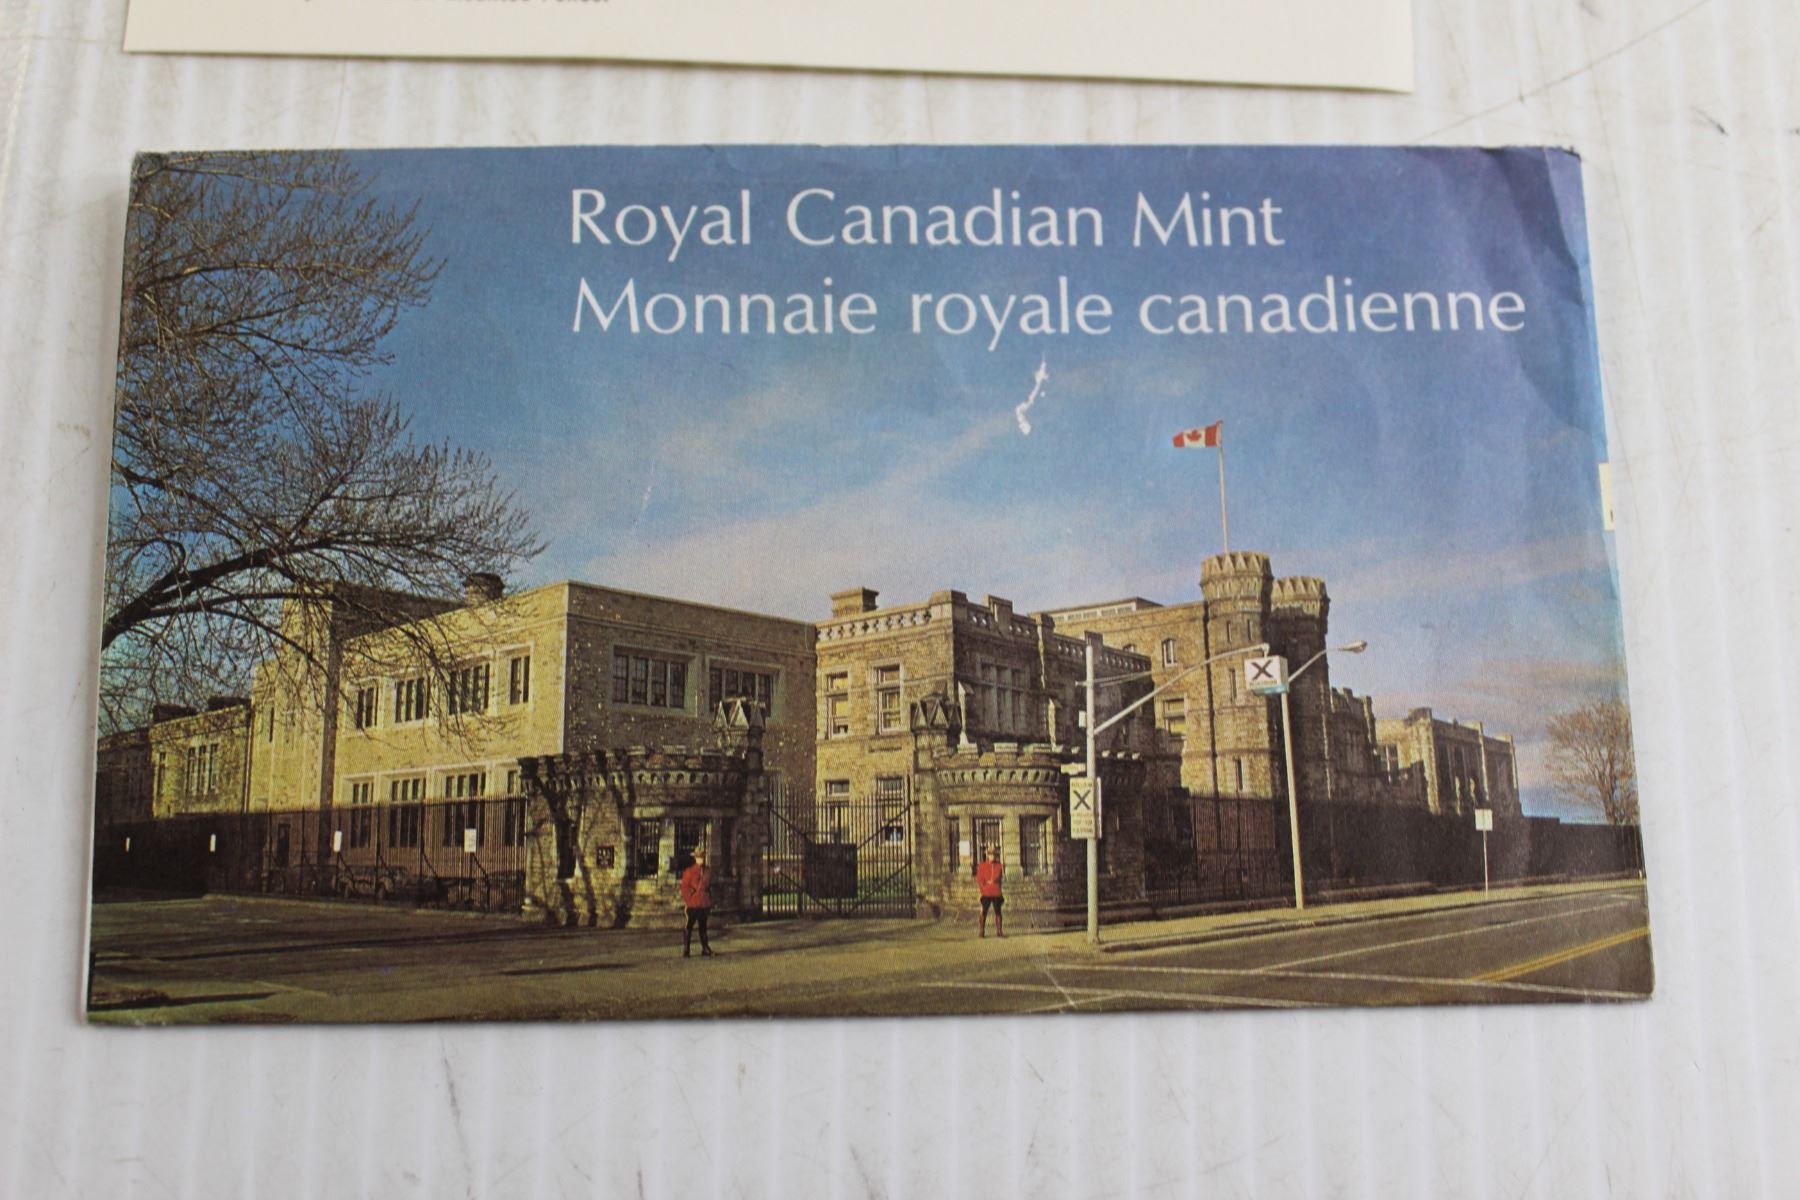 Royal Canadian Mint
Monnaie royale canadienne
X
X